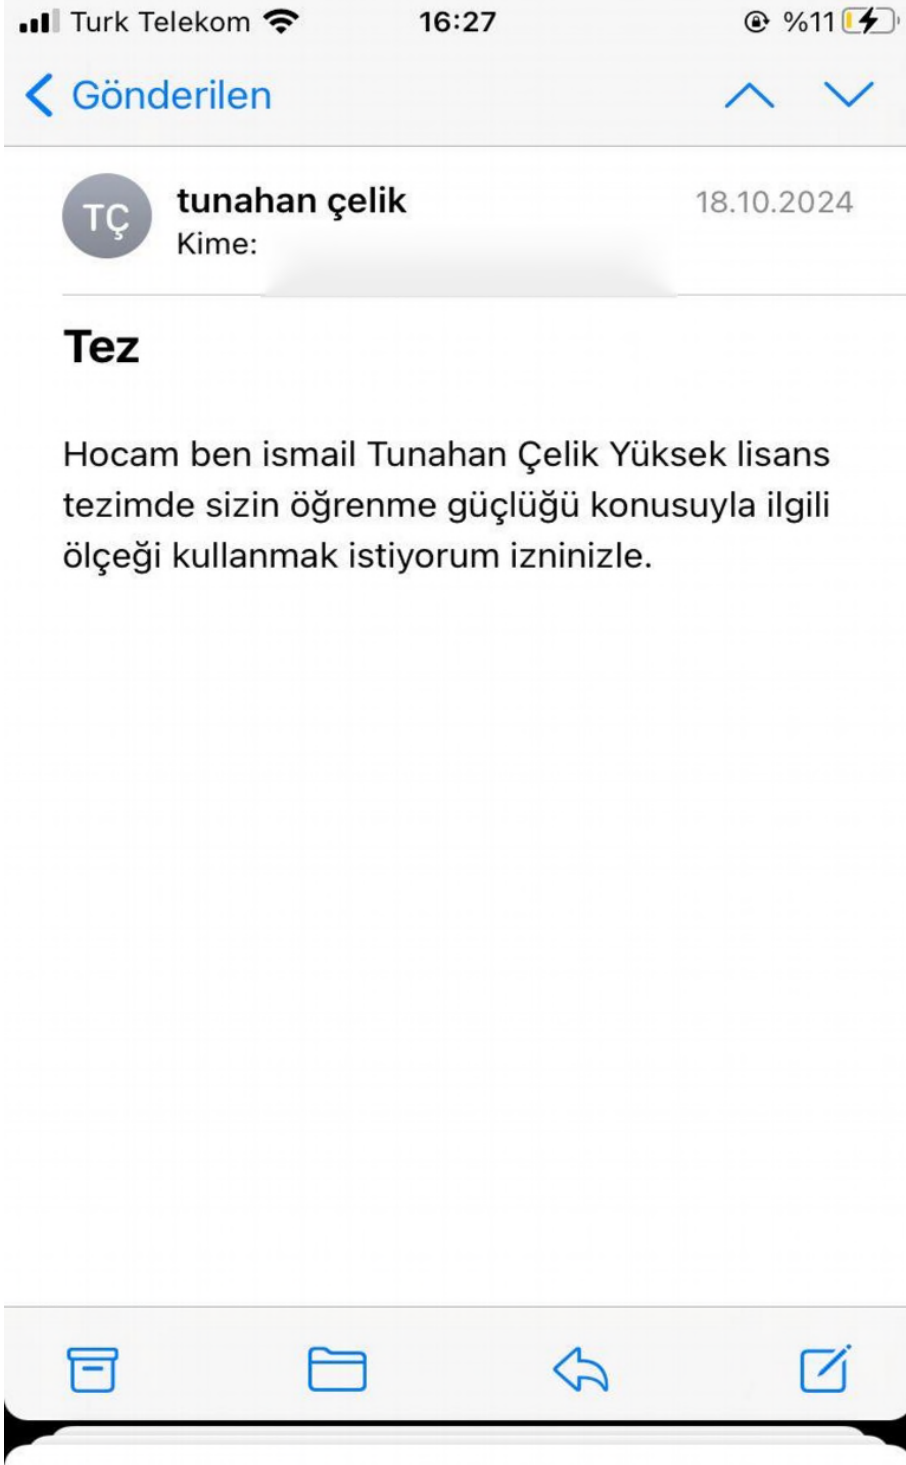 Turk Telekom 16:27 %11
Gönderilen
TÇ tunahan çelik 18.10.2024
Kime:
Tez
Hocam ben ismail Tunahan Çelik Yüksek lisans
tezimde sizin öğrenme güçlüğü konusuyla ilgili
ölçeği kullanmak istiyorum izninizle.